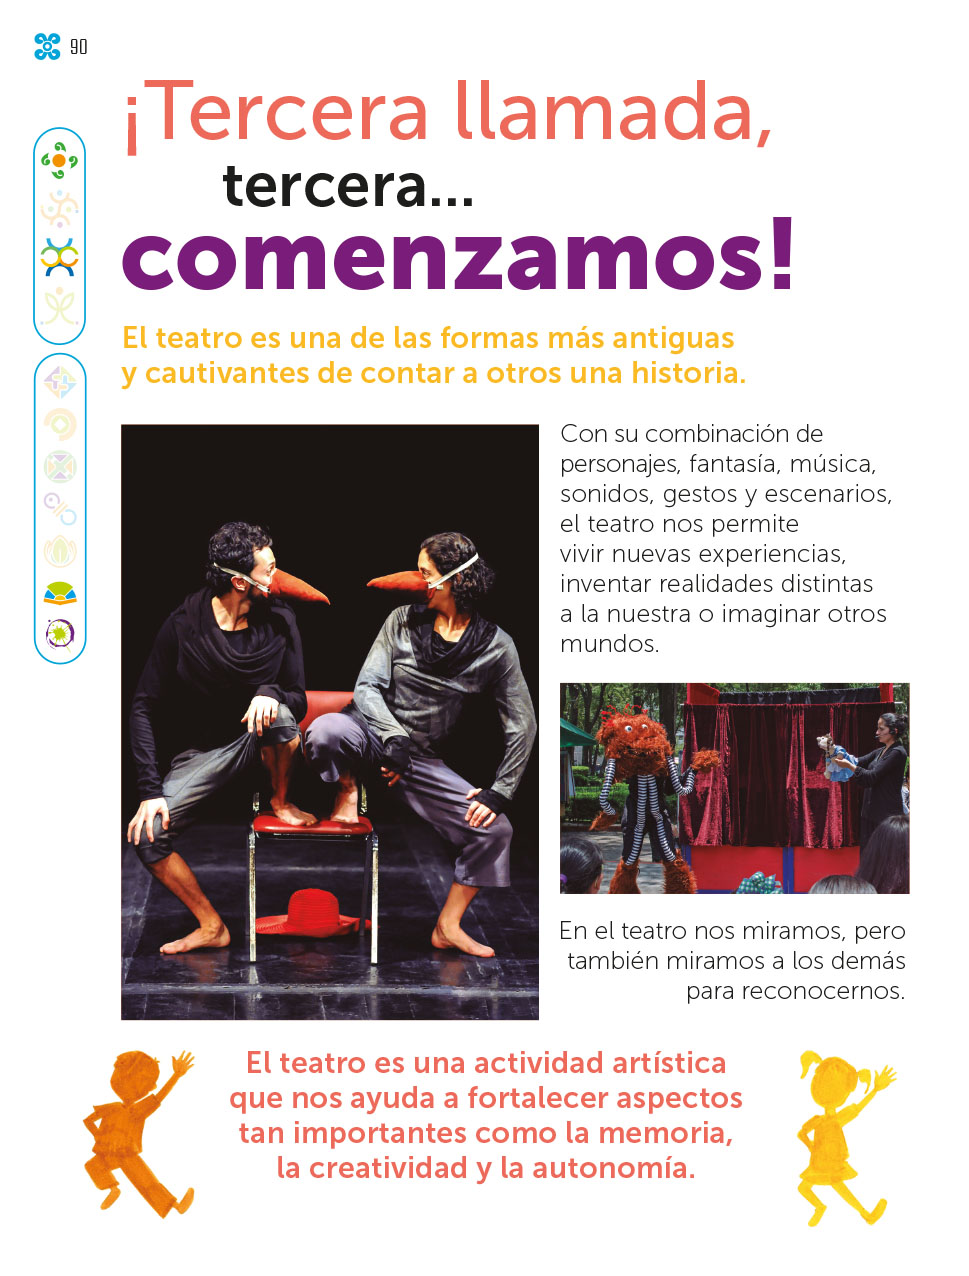 90
¡Tercera llamada,
tercera...
comenzamos!
El teatro es una de las formas más antiguas
y cautivantes de contar a otros una historia.
Con su combinación de
personajes, fantasía, música,
sonidos, gestos y escenarios,
el teatro nos permite
vivir nuevas experiencias,
inventar realidades distintas
a la nuestra o imaginar otros
mundos.
En el teatro nos miramos, pero
también miramos a los demás
para reconocernos.
El teatro es una actividad artística
que nos ayuda a fortalecer aspectos
tan importantes como la memoria,
la creatividad y la autonomía.